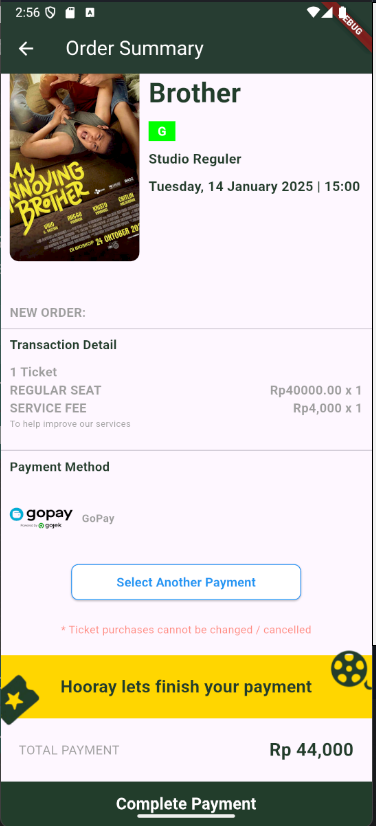 2:56
DEBUG
Order Summary
Brother
G
Studio Reguler
Tuesday, 14 January 2025 | 15:00
MY
ANNOYING
BROTHER
24 OKTOBER
NEW ORDER:
Transaction Detail
1 Ticket
REGULAR SEAT Rp40000.00 x 1
SERVICE FEE Rp4,000 x 1
To help improve our services
Payment Method
gopay GoPay
gojek
Select Another Payment
* Ticket purchases cannot be changed / cancelled
Hooray lets finish your payment
TOTAL PAYMENT Rp 44,000
Complete Payment